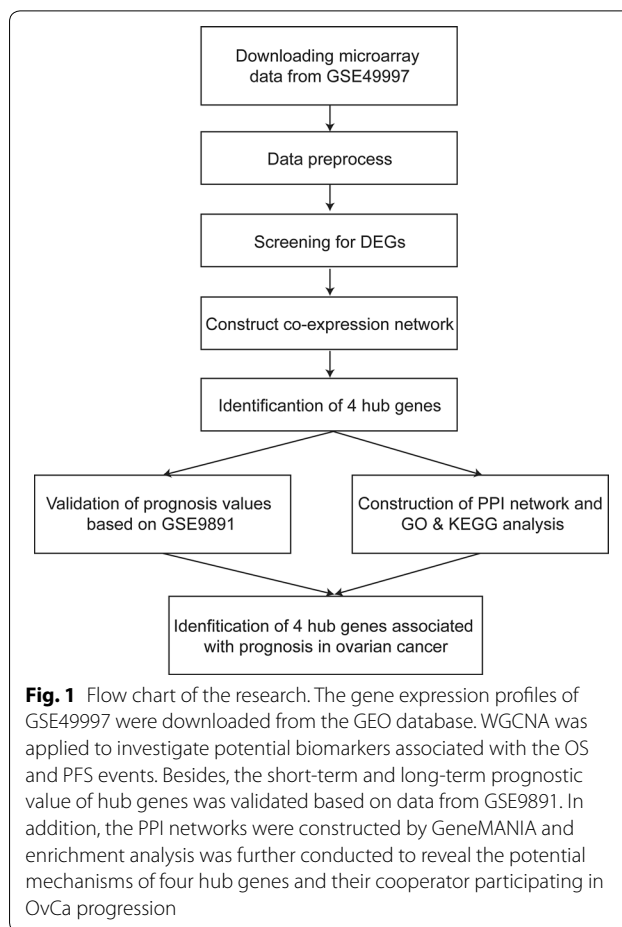 Downloading microarray
data from GSE49997
Data preprocess
Screening for DEGs
Construct co-expression network
Identificantion of 4 hub genes
Validation of prognosis values
based on GSE9891
Construction of PPI network and
GO & KEGG analysis
Idenfitication of 4 hub genes associated
with prognosis in ovarian cancer
Fig. 1 Flow chart of the research. The gene expression profiles of
GSE49997 were downloaded from the GEO database. WGCNA was
applied to investigate potential biomarkers associated with the OS
and PFS events. Besides, the short-term and long-term prognostic
value of hub genes was validated based on data from GSE9891. In
addition, the PPI networks were constructed by GeneMANIA and
enrichment analysis was further conducted to reveal the potential
mechanisms of four hub genes and their cooperator participating in
OvCa progression